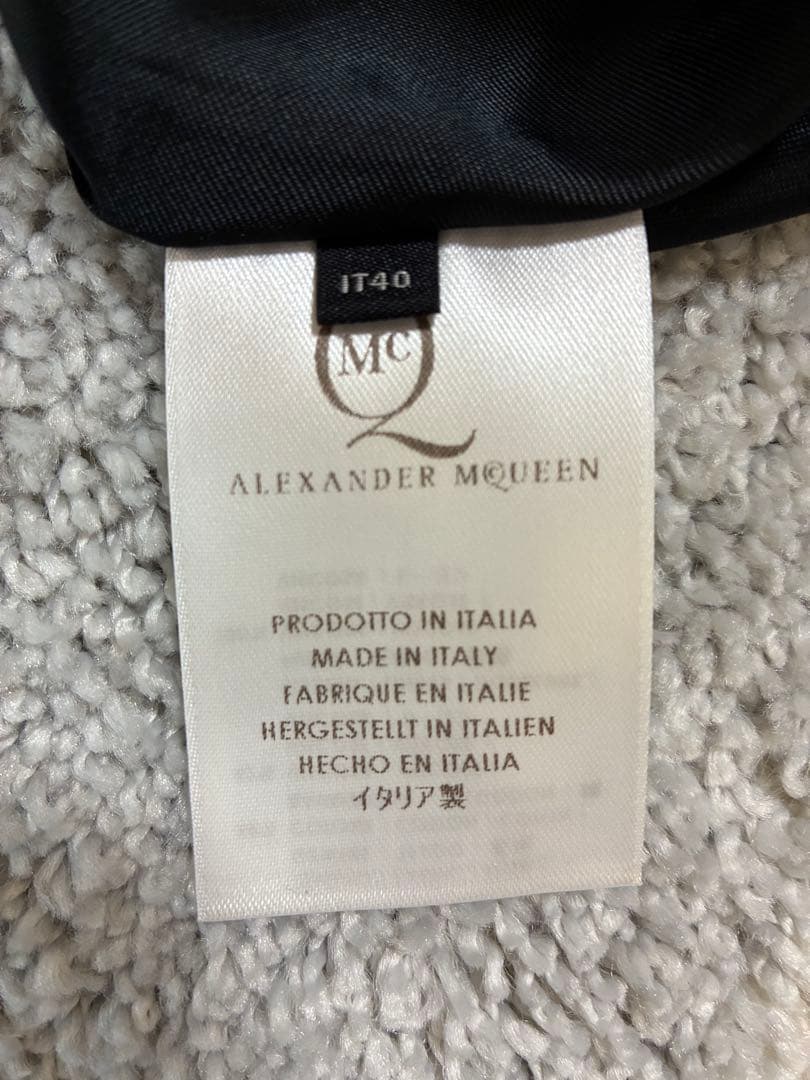 IT40
McQ
ALEXANDER McQUEEN
PRODOTTO IN ITALIA
MADE IN ITALY
FABRIQUE EN ITALIE
HERGESTELLT IN ITALIEN
HECHO EN ITALIA
イタリア製